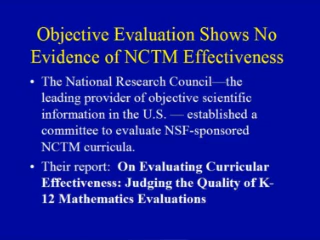 Objective Evaluation Shows No
Evidence of NCTM Effectiveness
• The National Research Council—the
leading provider of objective scientific
information in the U.S. — established a
committee to evaluate NSF-sponsored
NCTM curricula.
• Their report: On Evaluating Curricular
Effectiveness: Judging the Quality of K-
12 Mathematics Evaluations